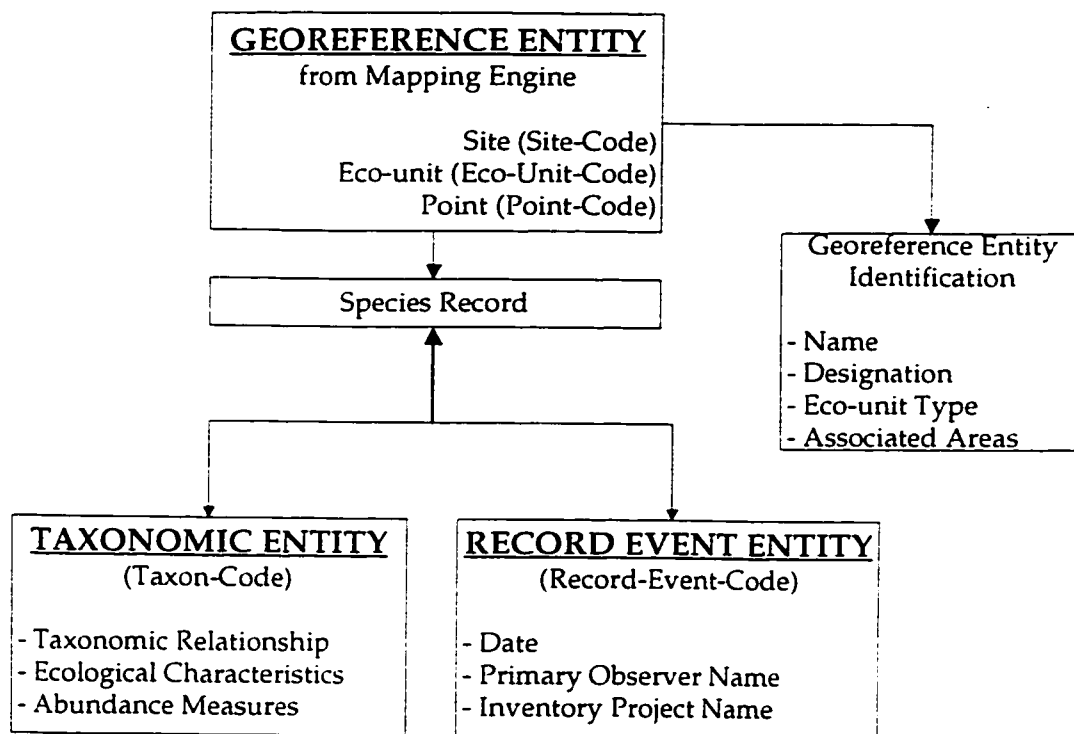 GEOREFERENCE ENTITY
from Mapping Engine
Site (Site-Code)
Eco-unit (Eco-Unit-Code)
Point (Point-Code)
Georeference Entity
Identification
- Name
- Designation
- Eco-unit Type
- Associated Areas
Species Record
TAXONOMIC ENTITY
(Taxon-Code)
- Taxonomic Relationship
- Ecological Characteristics
- Abundance Measures
RECORD EVENT ENTITY
(Record-Event-Code)
- Date
- Primary Observer Name
- Inventory Project Name